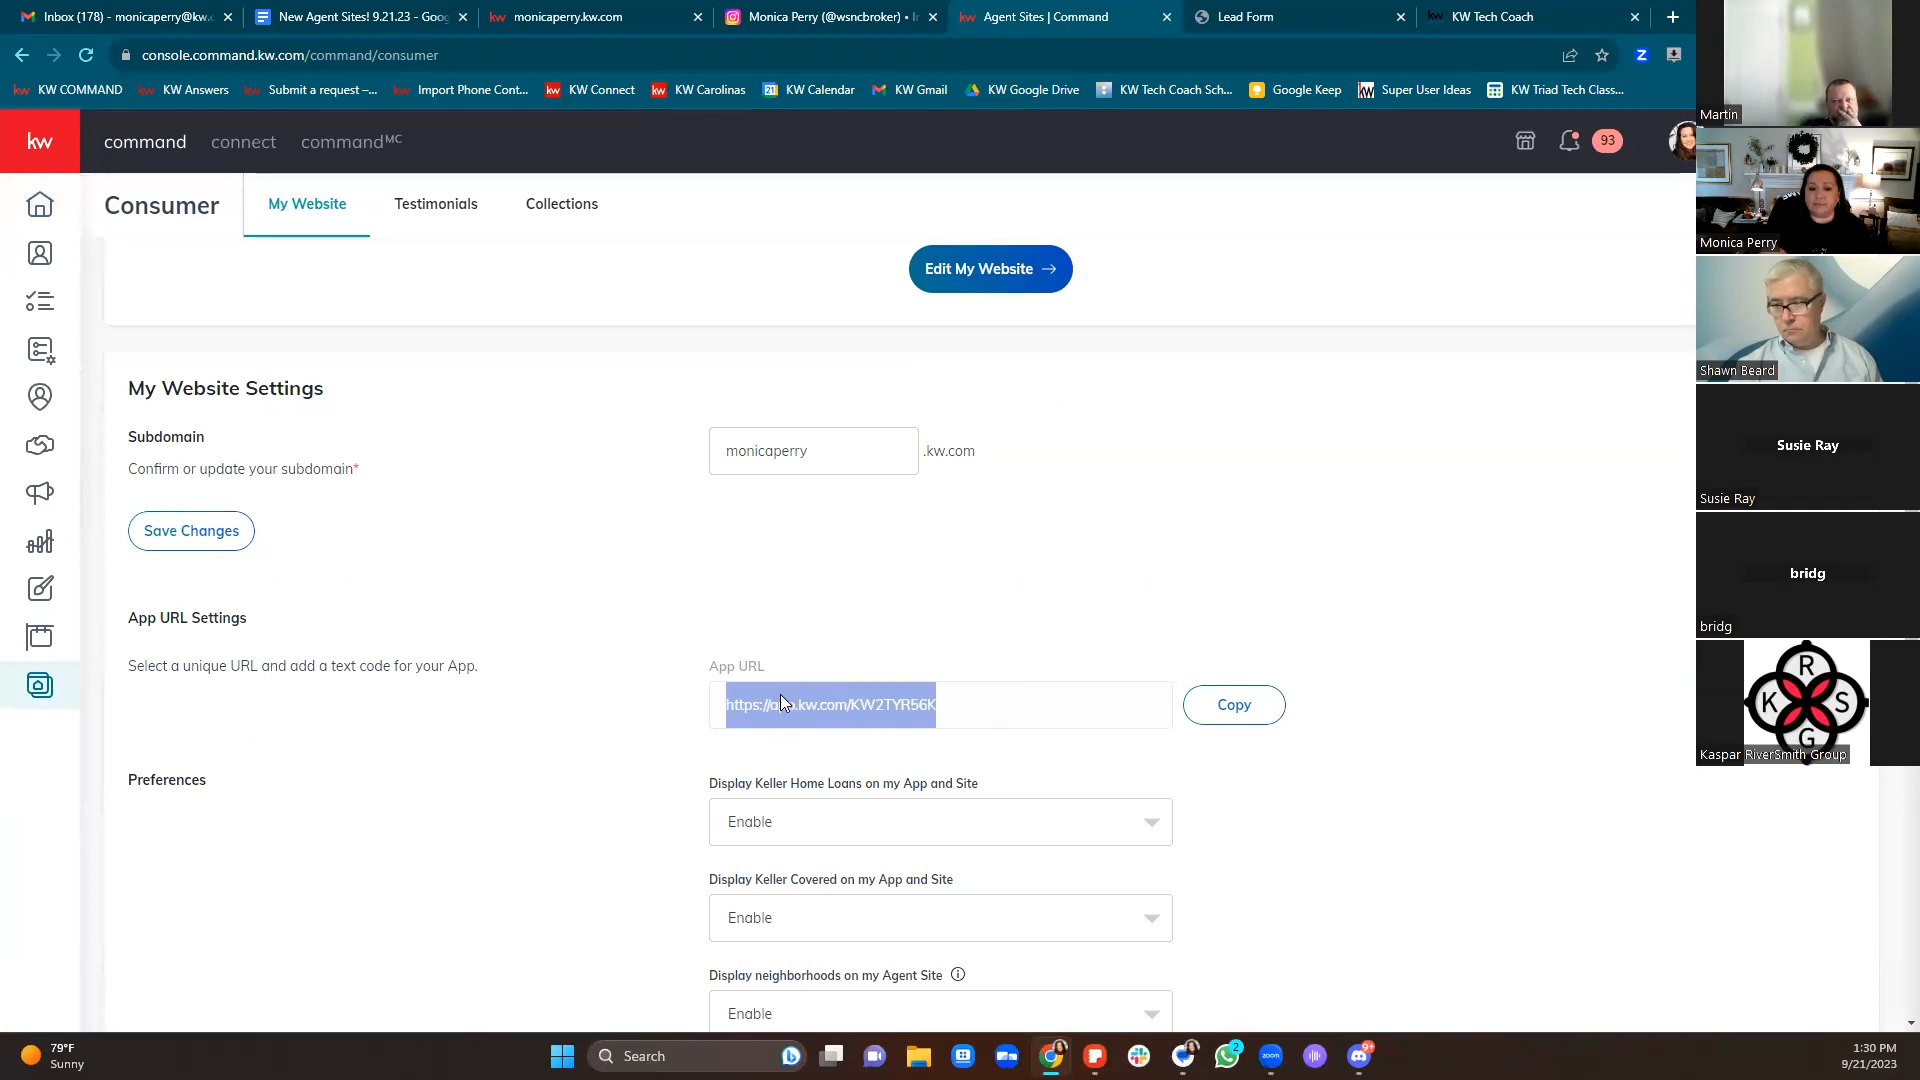 Inbox (178) - monicaperry@kw.c
New Agent Sites! 9.21.23 - Goog
monicaperry.kw.com
Monica Perry (@wsncbroker) • In
Agent Sites | Command
Lead Form
KW Tech Coach
console.command.kw.com/command/consumer
KW COMMAND
KW Answers
Submit a request –...
Import Phone Cont...
KW Connect
KW Carolinas
KW Calendar
KW Gmail
KW Google Drive
KW Tech Coach Sch...
Google Keep
Super User Ideas
KW Triad Tech Class...
kw
command
connect
commandMC
93
Consumer
My Website
Testimonials
Collections
Edit My Website
My Website Settings
Subdomain
Confirm or update your subdomain*
monicaperry
.kw.com
Save Changes
App URL Settings
Select a unique URL and add a text code for your App.
App URL
https://app.kw.com/KW2TYR56K
Copy
Preferences
Display Keller Home Loans on my App and Site
Enable
Display Keller Covered on my App and Site
Enable
Display neighborhoods on my Agent Site
Enable
Martin
Monica Perry
Shawn Beard
Susie Ray
Susie Ray
bridg
bridg
R
K S
G
Kaspar RiverSmith Group
79°F
Sunny
Search
zoom
2
9+
1:30 PM
9/21/2023